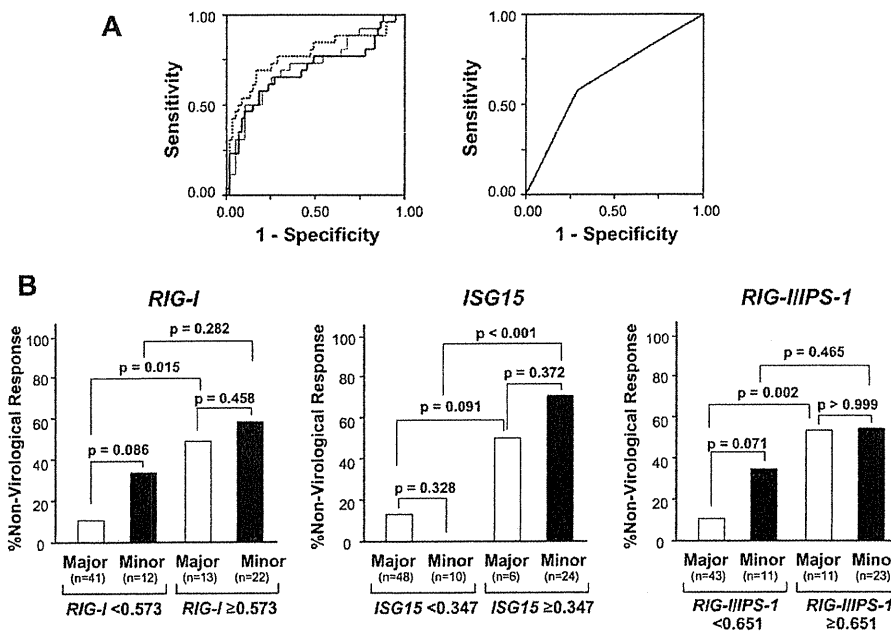 A
1.00
0.50
0.00
Sensitivity
0.00 0.50 1.00
1 - Specificity
1.00
0.50
0.00
Sensitivity
0.00 0.50 1.00
1 - Specificity
B
RIG-I
%Non-Virological Response
100
80
60
40
20
0
p = 0.282
p = 0.015
p = 0.458
p = 0.086
Major Minor Major Minor
(n=41) (n=12) (n=13) (n=22)
RIG-I <0.573 RIG-I ≥0.573
ISG15
%Non-Virological Response
100
80
60
40
20
0
p < 0.001
p = 0.372
p = 0.091
p = 0.328
Major Minor Major Minor
(n=48) (n=10) (n=6) (n=24)
ISG15 <0.347 ISG15 ≥0.347
RIG-I/IPS-1
%Non-Virological Response
100
80
60
40
20
0
p = 0.465
p = 0.002
p > 0.999
p = 0.071
Major Minor Major Minor
(n=43) (n=11) (n=11) (n=23)
RIG-I/IPS-1 RIG-I/IPS-1
<0.651 ≥0.651